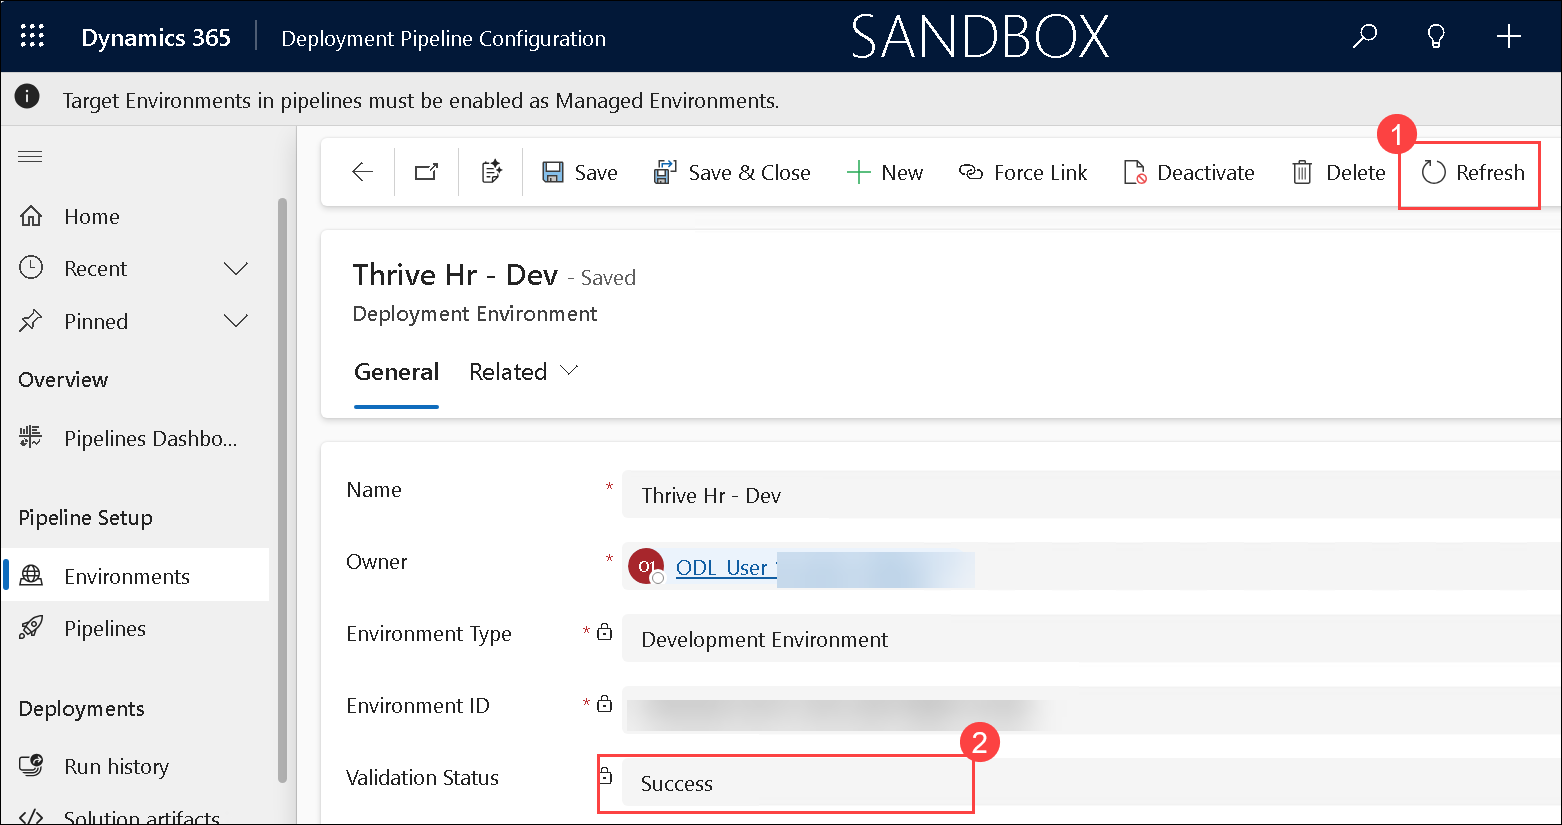 Dynamics 365
Deployment Pipeline Configuration
SANDBOX
Target Environments in pipelines must be enabled as Managed Environments.
1
Save
Save & Close
New
Force Link
Deactivate
Delete
Refresh
Home
Recent
Pinned
Overview
Pipelines Dashbo...
Pipeline Setup
Environments
Pipelines
Deployments
Run history
Solution artifacts
Thrive Hr - Dev - Saved
Deployment Environment
General
Related
Name * Thrive Hr - Dev
Owner * O1 ODL_User
Environment Type * Development Environment
Environment ID *
2
Validation Status Success